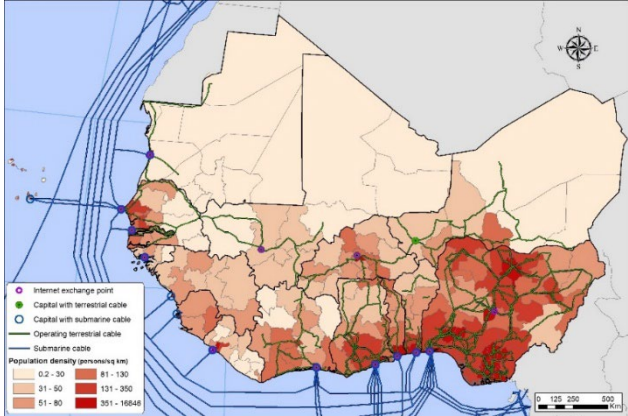 N
W E
S
Internet exchange point
Capital with terrestrial cable
Capital with submarine cable
Operating terrestrial cable
Submarine cable
Population density (persons/sq km)
0.2 - 30
31 - 50
51 - 80
81 - 130
131 - 350
351 - 16846
0 125 250 500
Km